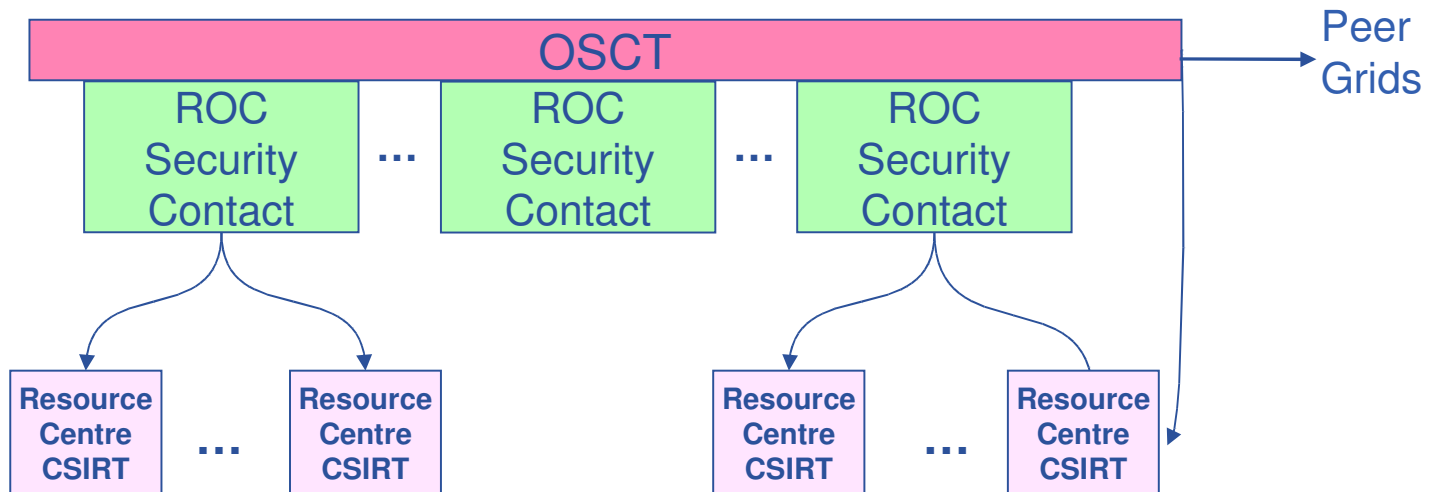 OSCT
Peer
Grids
ROC
Security
Contact
...
ROC
Security
Contact
...
ROC
Security
Contact
Resource
Centre
CSIRT
...
Resource
Centre
CSIRT
Resource
Centre
CSIRT
...
Resource
Centre
CSIRT